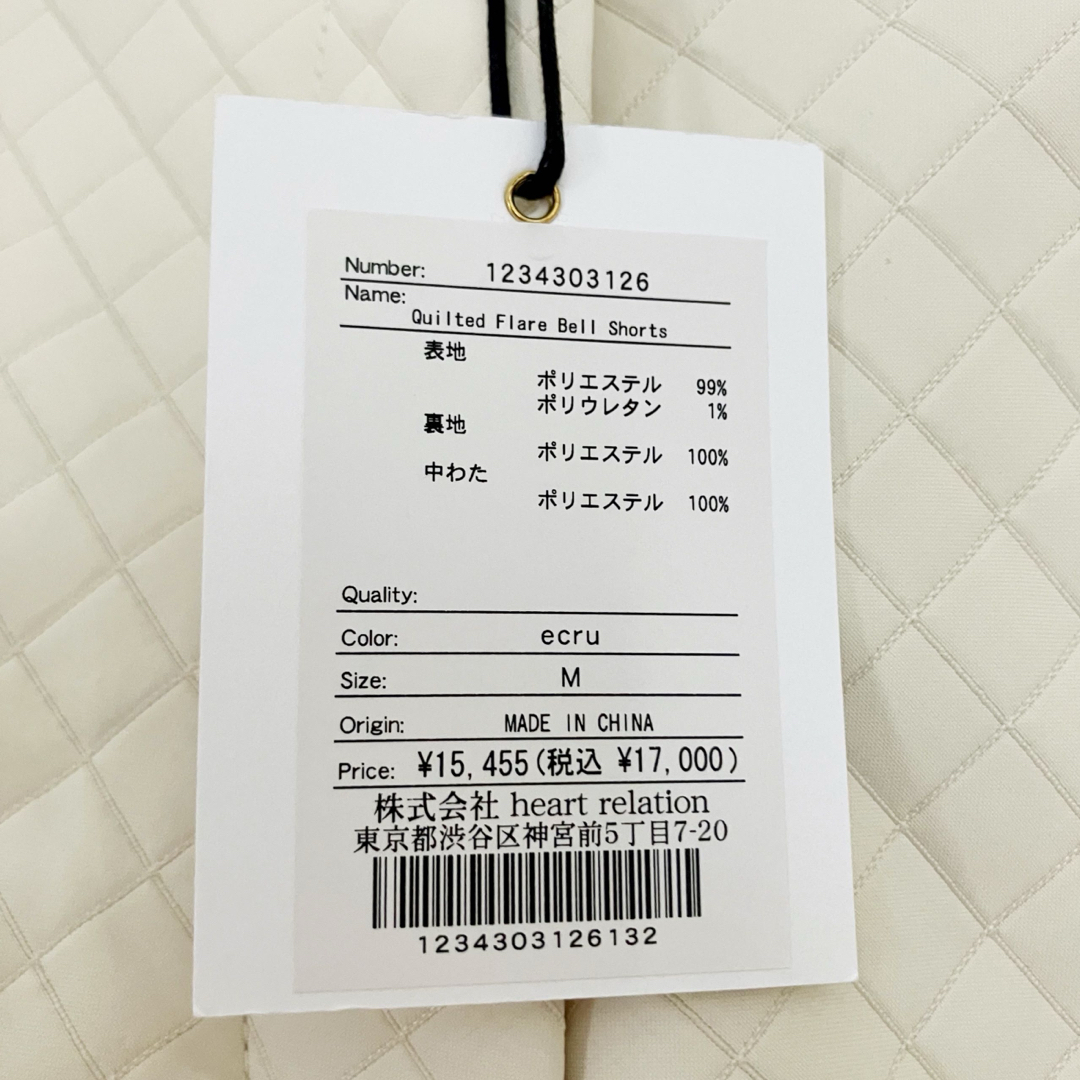 Number: 1234303126
Name:
Quilted Flare Bell Shorts
表地
ポリエステル 99%
ポリウレタン 1%
裏地
ポリエステル 100%
中わた
ポリエステル 100%
Quality:
Color: ecru
Size: M
Origin: MADE IN CHINA
Price: ¥15,455(税込 ¥17,000)
株式会社 heart relation
東京都渋谷区神宮前5丁目7-20
1234303126132